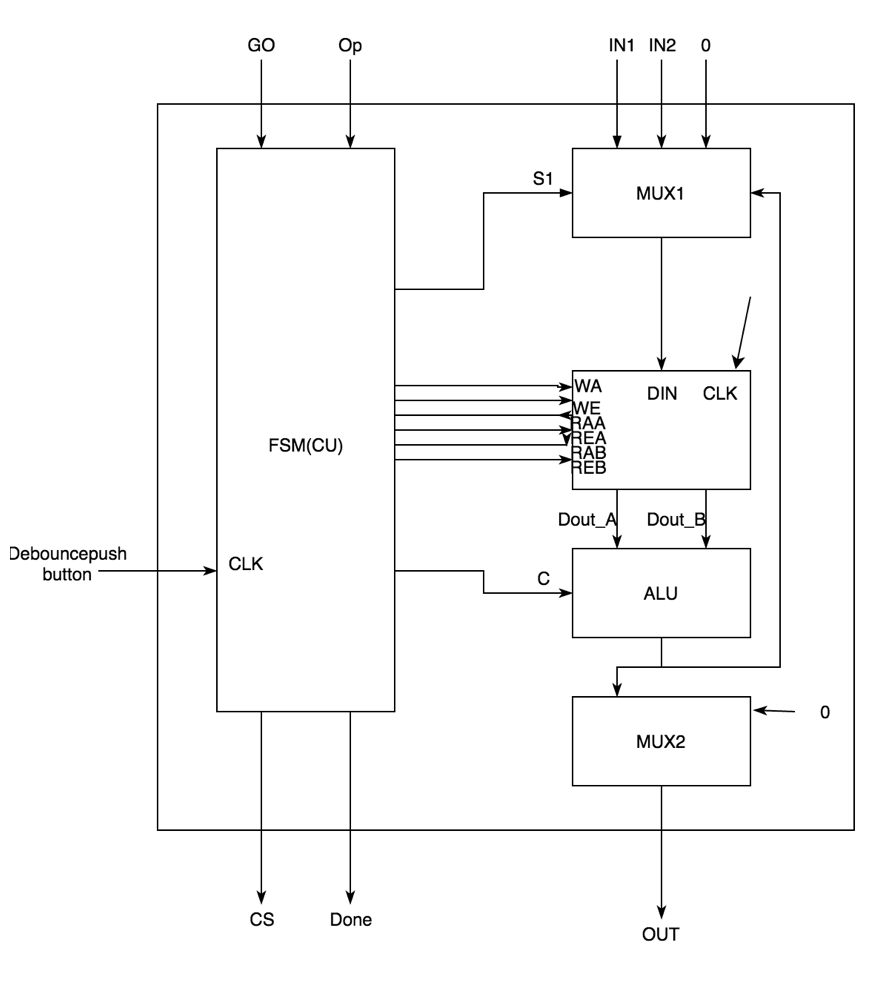 GO
Op
IN1
IN2
0
S1
MUX1
WA
WE
RAA
REA
RAB
REB
DIN
CLK
FSM(CU)
Dout_A
Dout_B
Debouncepush
button
CLK
C
ALU
0
MUX2
CS
Done
OUT